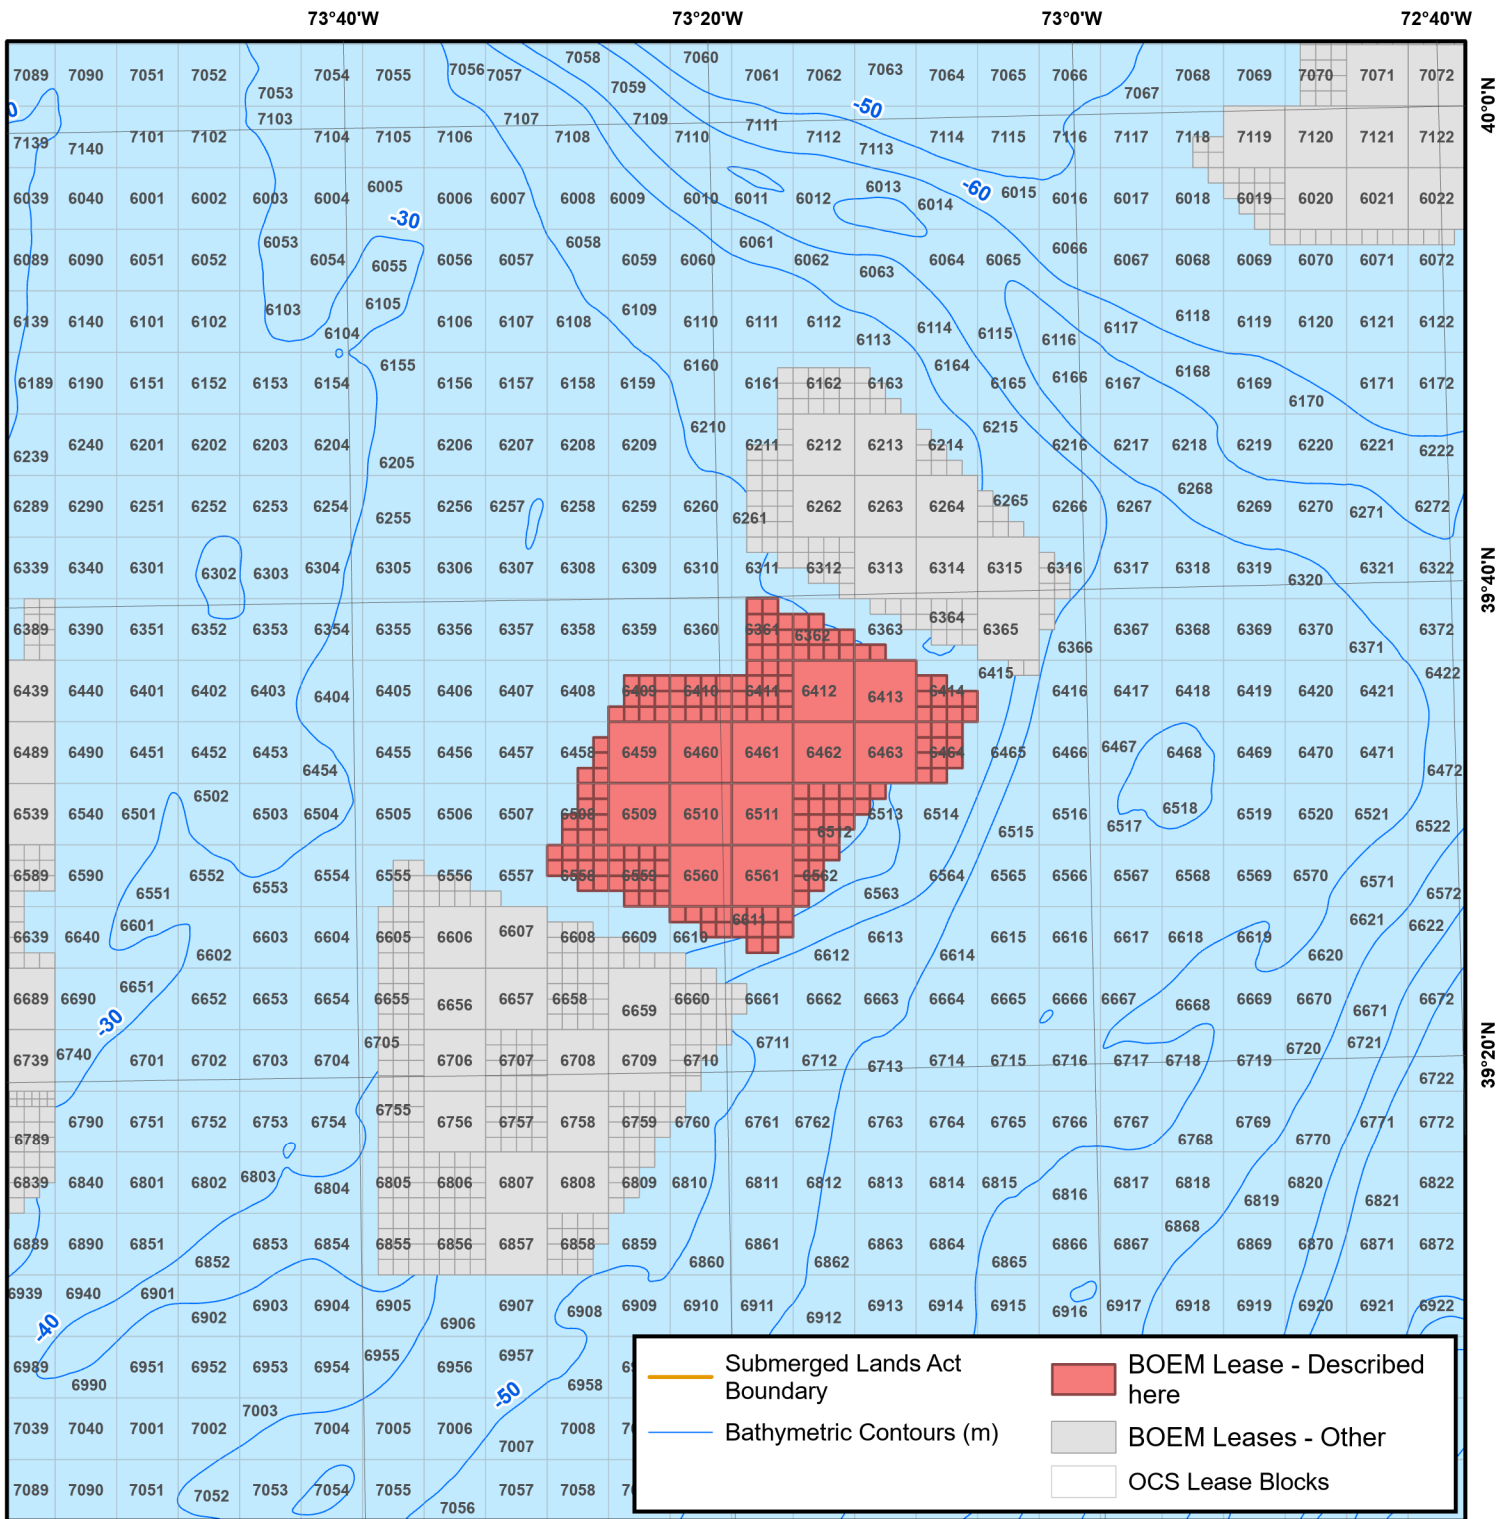 73°40'W 73°20'W 73°0'W 72°40'W
7058 7060
7056 7057 7063
7089 7090 7051 7052 7054 7055 7061 7062 7064 7065 7066 7068 7069 7070 7071 7072
7053 7059 7067
40°0'N
0 -50
7103 7107 7109 7111
7139 7140 7101 7102 7104 7105 7106 7108 7110 7112 7113 7114 7115 7116 7117 7118 7119 7120 7121 7122
6005 6013 -60 6015
6039 6040 6001 6002 6003 6004 6006 6007 6008 6009 6010 6011 6012 6014 6016 6017 6018 6019 6020 6021 6022
-30
6053 6058 6061 6066
6089 6090 6051 6052 6054 6055 6056 6057 6059 6060 6062 6063 6064 6065 6067 6068 6069 6070 6071 6072
6103 6105 6109 6118
6139 6140 6101 6102 6104 6106 6107 6108 6110 6111 6112 6113 6114 6115 6116 6117 6119 6120 6121 6122
6155 6160 6164 6166 6168
6189 6190 6151 6152 6153 6154 6156 6157 6158 6159 6161 6162 6163 6165 6167 6169 6170 6171 6172
6210 6215
6239 6240 6201 6202 6203 6204 6205 6206 6207 6208 6209 6211 6212 6213 6214 6216 6217 6218 6219 6220 6221 6222
6265 6268
6289 6290 6251 6252 6253 6254 6255 6256 6257 6258 6259 6260 6261 6262 6263 6264 6266 6267 6269 6270 6271 6272
6339 6340 6301 6302 6303 6304 6305 6306 6307 6308 6309 6310 6311 6312 6313 6314 6315 6316 6317 6318 6319 6320 6321 6322
39°40'N
6389 6390 6351 6352 6353 6354 6355 6356 6357 6358 6359 6360 6361 6362 6363 6364 6365 6366 6367 6368 6369 6370 6371 6372
6415 6422
6439 6440 6401 6402 6403 6404 6405 6406 6407 6408 6409 6410 6411 6412 6413 6414 6416 6417 6418 6419 6420 6421
6489 6490 6451 6452 6453 6454 6455 6456 6457 6458 6459 6460 6461 6462 6463 6464 6465 6466 6467 6468 6469 6470 6471 6472
6539 6540 6501 6502 6503 6504 6505 6506 6507 6508 6509 6510 6511 6512 6513 6514 6515 6516 6517 6518 6519 6520 6521 6522
6589 6590 6551 6552 6553 6554 6555 6556 6557 6558 6559 6560 6561 6562 6563 6564 6565 6566 6567 6568 6569 6570 6571 6572
6601 6607 6611 6621 6622
6639 6640 6602 6603 6604 6605 6606 6608 6609 6610 6612 6613 6614 6615 6616 6617 6618 6619 6620
6689 6690 6651 6652 6653 6654 6655 6656 6657 6658 6659 6660 6661 6662 6663 6664 6665 6666 6667 6668 6669 6670 6671 6672
-30
6739 6740 6701 6702 6703 6704 6705 6706 6707 6708 6709 6710 6711 6712 6713 6714 6715 6716 6717 6718 6719 6720 6721 6722
39°20'N
6789 6790 6751 6752 6753 6754 6755 6756 6757 6758 6759 6760 6761 6762 6763 6764 6765 6766 6767 6768 6769 6770 6771 6772
6839 6840 6801 6802 6803 6804 6805 6806 6807 6808 6809 6810 6811 6812 6813 6814 6815 6816 6817 6818 6819 6820 6821 6822
6889 6890 6851 6852 6853 6854 6855 6856 6857 6858 6859 6860 6861 6862 6863 6864 6865 6866 6867 6868 6869 6870 6871 6872
6939 6940 6901 6902 6903 6904 6905 6906 6907 6908 6909 6910 6911 6912 6913 6914 6915 6916 6917 6918 6919 6920 6921 6922
-40
6989 6990 6951 6952 6953 6954 6955 6956 6957 6958
-50
7039 7040 7001 7002 7003 7004 7005 7006 7007 7008
7089 7090 7051 7052 7053 7054 7055 7056 7057 7058
Submerged Lands Act
Boundary
Bathymetric Contours (m)
BOEM Lease - Described
here
BOEM Leases - Other
OCS Lease Blocks